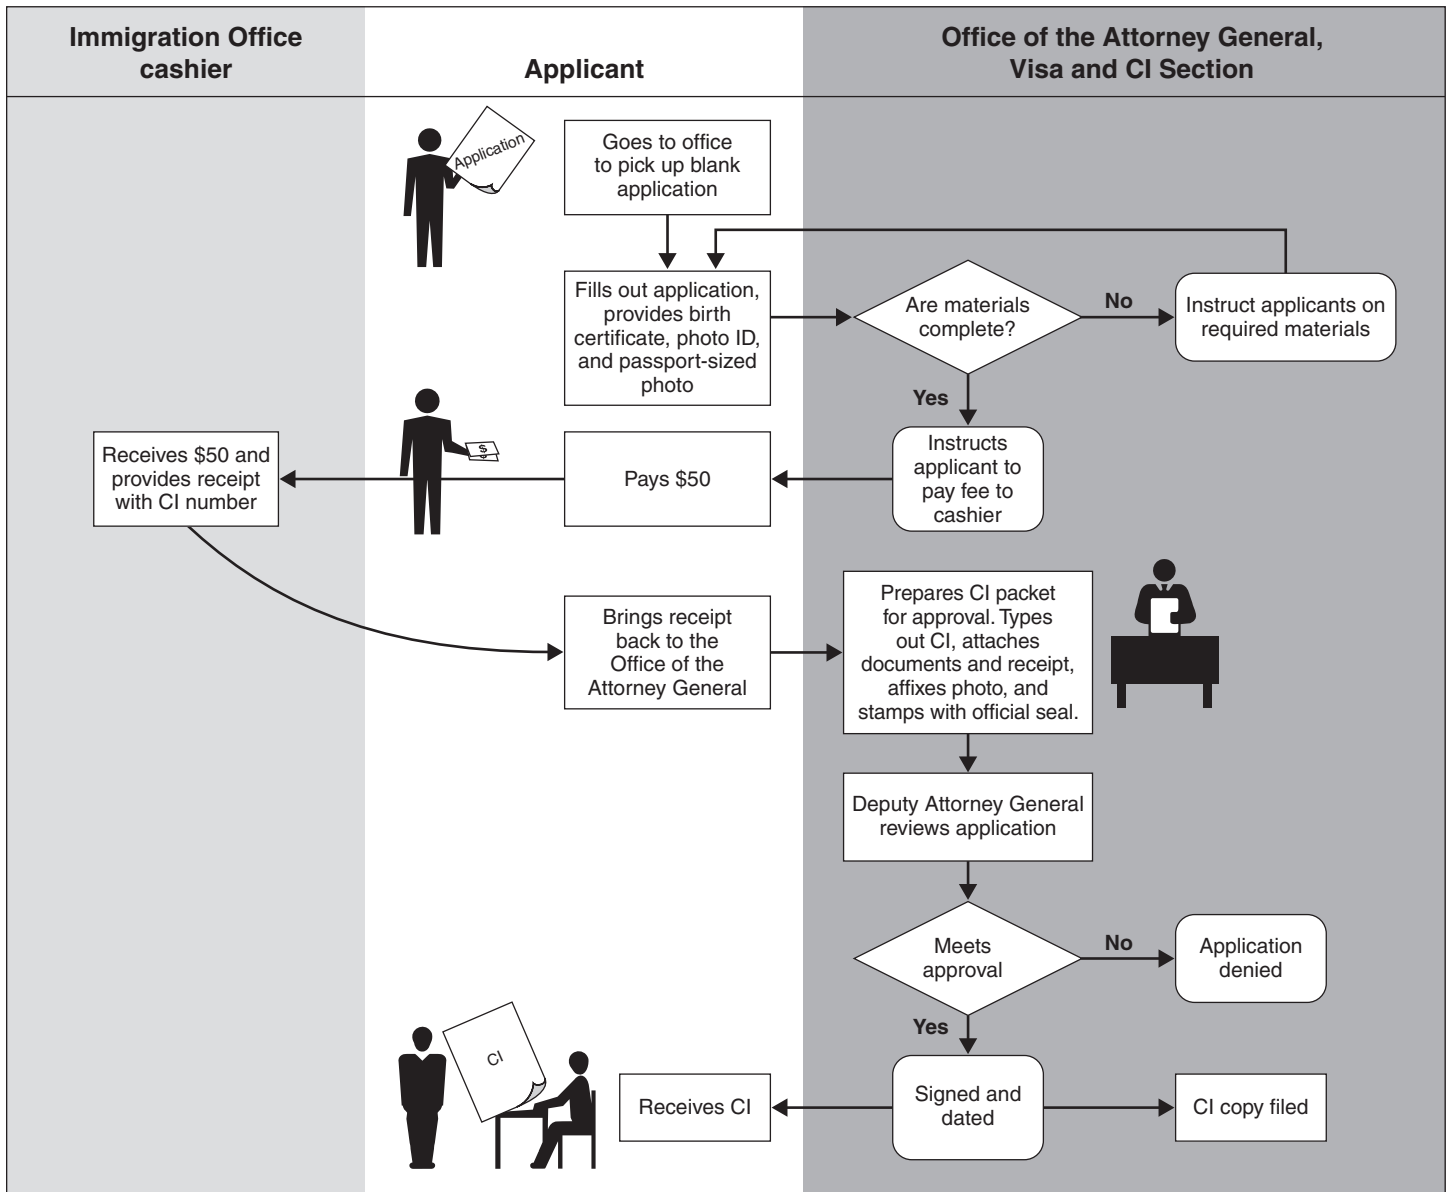 Immigration Office
cashier
Applicant
Office of the Attorney General,
Visa and CI Section
Application
Goes to office
to pick up blank
application
Fills out application,
provides birth
certificate, photo ID,
and passport-sized
photo
Are materials
complete?
No
Instruct applicants on
required materials
Yes
Instructs
applicant to
pay fee to
cashier
Pays $50
$
$
Receives $50 and
provides receipt
with CI number
Brings receipt
back to the
Office of the
Attorney General
Prepares CI packet
for approval. Types
out CI, attaches
documents and receipt,
affixes photo, and
stamps with official seal.
Deputy Attorney General
reviews application
Meets
approval
No
Application
denied
Yes
Signed and
dated
CI
Receives CI
CI copy filed